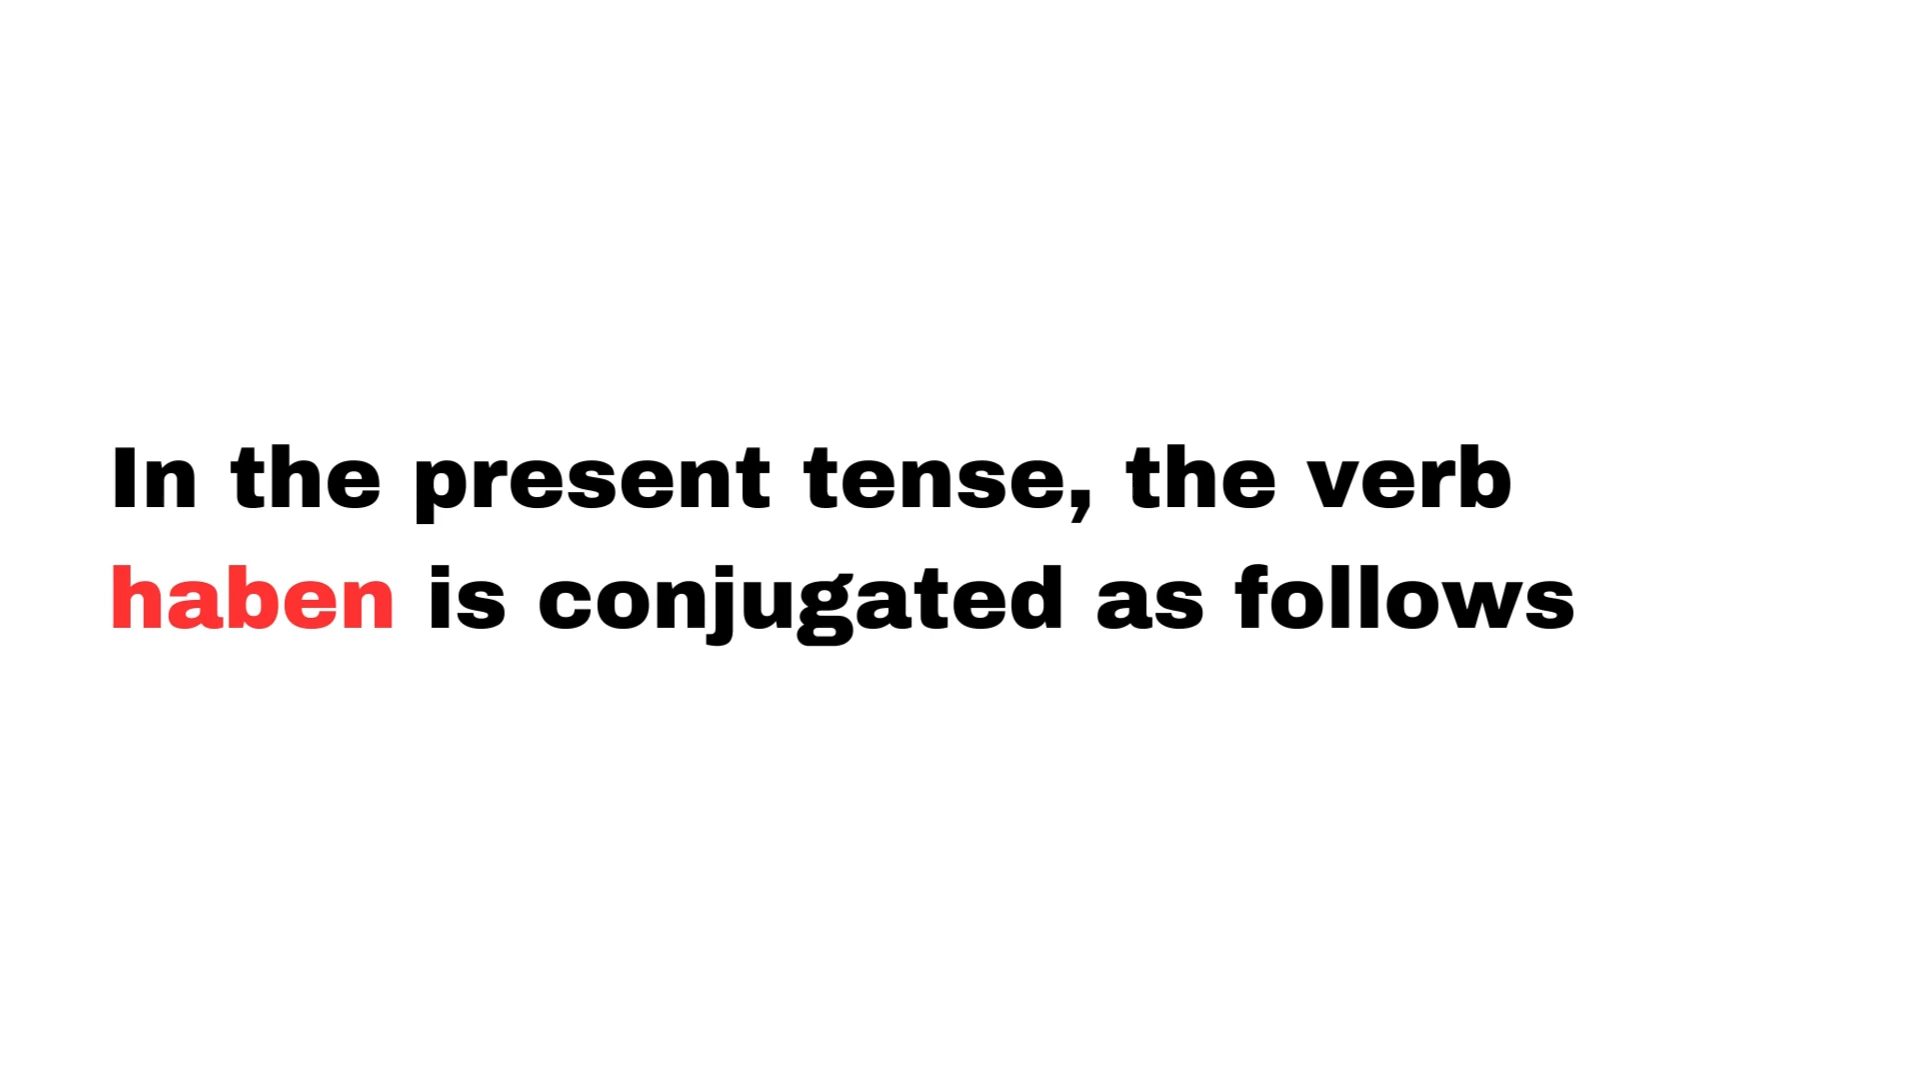 In the present tense, the verb
haben is conjugated as follows